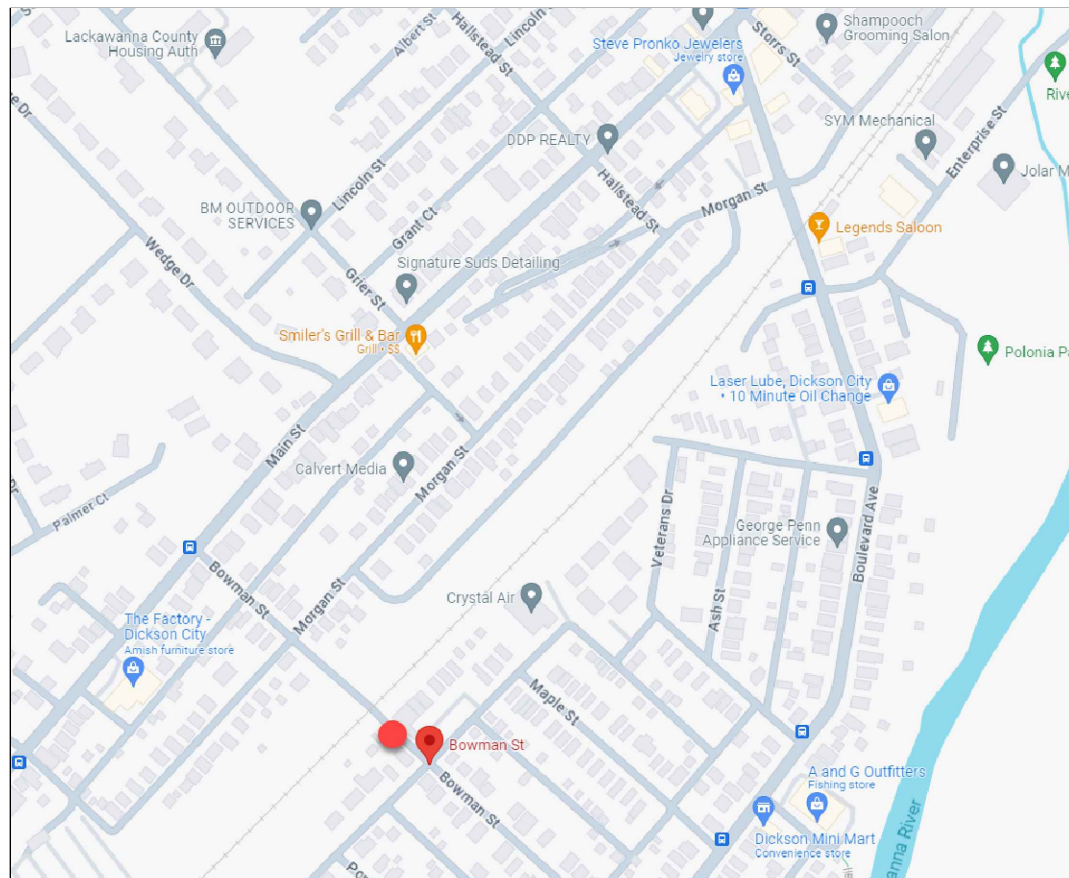 Lackawanna County
Housing Auth
Albert St
Hallstead St
Lincoln St
Steve Pronko Jewelers
Jewelry store
Storrs St
Shampooch
Grooming Salon
SYM Mechanical
Enterprise St
DDP REALTY
Hallstead St
Morgan St
Lincoln St
BM OUTDOOR
SERVICES
Grant Ct
Legends Saloon
Wedge Dr
Signature Suds Detailing
Grier St
Smiler's Grill & Bar
Grill • $$
Polonia
Laser Lube, Dickson City
• 10 Minute Oil Change
Main St
Calvert Media
Morgan St
Palmer Ct
Veterans Dr
George Penn
Appliance Service
Boulevard Ave
Bowman St
Morgan St
Crystal Air
Ash St
The Factory -
Dickson City
Amish furniture store
Maple St
Bowman St
Bowman St
A and G Outfitters
Fishing store
Dickson Mini Mart
Convenience store
River